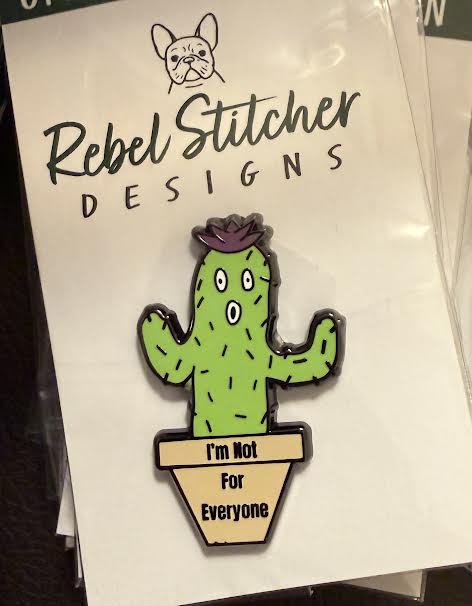 Rebel Stitcher
DESIGNS
I'm Not
For
Everyone